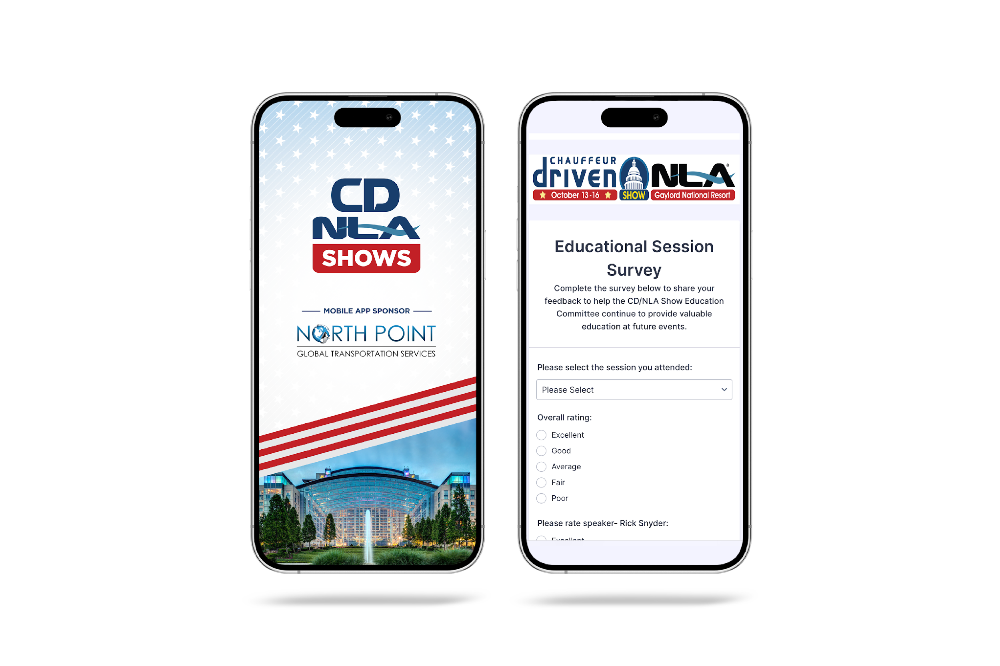 CD
NLA
SHOWS
MOBILE APP SPONSOR
NORTH POINT
GLOBAL TRANSPORTATION SERVICES
CHAUFFEUR
driven
NLA®
October 13-16
SHOW
Gaylord National Resort
Educational Session
Survey
Complete the survey below to share your
feedback to help the CD/NLA Show Education
Committee continue to provide valuable
education at future events.
Please select the session you attended:
Please Select
Overall rating:
Excellent
Good
Average
Fair
Poor
Please rate speaker- Rick Snyder:
Excellent